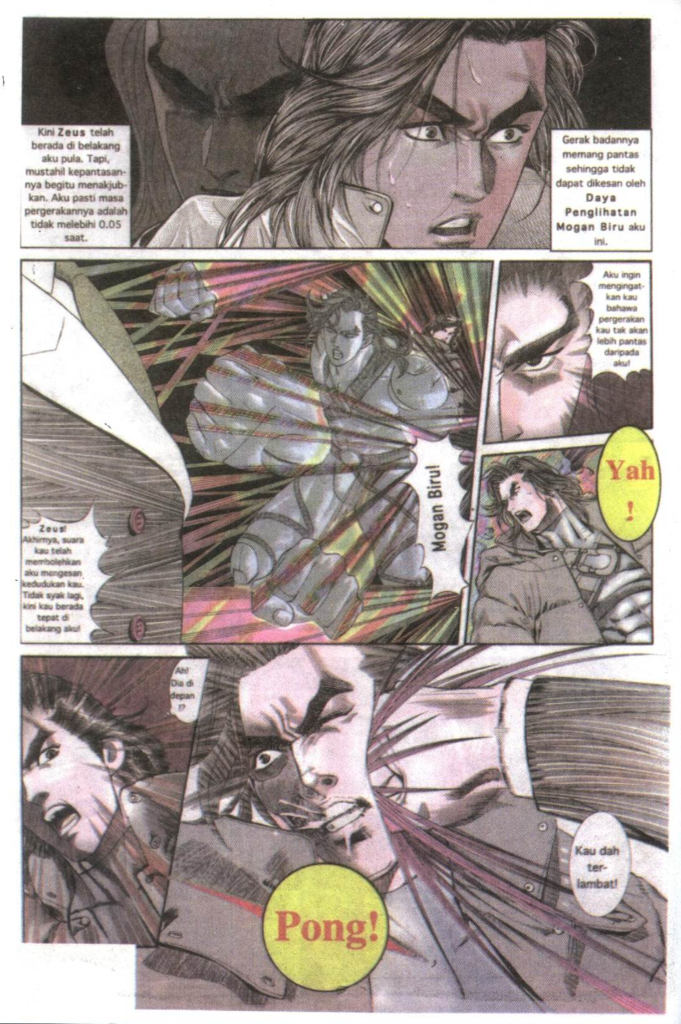 Kini Zeus telah
berada di belakang
aku pula. Tapi,
mustahil kepantasan-
nya begitu menakjub-
kan. Aku pasti masa
pergerakannya adalah
tidak melebihi 0.05
saat.
Gerak badannya
memang pantas
sehingga tidak
dapat dikesan oleh
Daya
Penglihatan
Mogan Biru aku
ini.
Zeus!
Akhirnya, suara
kau telah
membolehkan
aku mengesan
kedudukan kau.
Tidak syak lagi,
kini kau berada
tepat di
belakang aku!
Mogan Biru!
Aku ingin
mengingat-
kan kau
bahawa
pergerakan
kau tak akan
lebih pantas
daripada
aku!
Yah
!
Ah!
Dia di
depan
!?
Pong!
Kau dah
ter-
lambat!